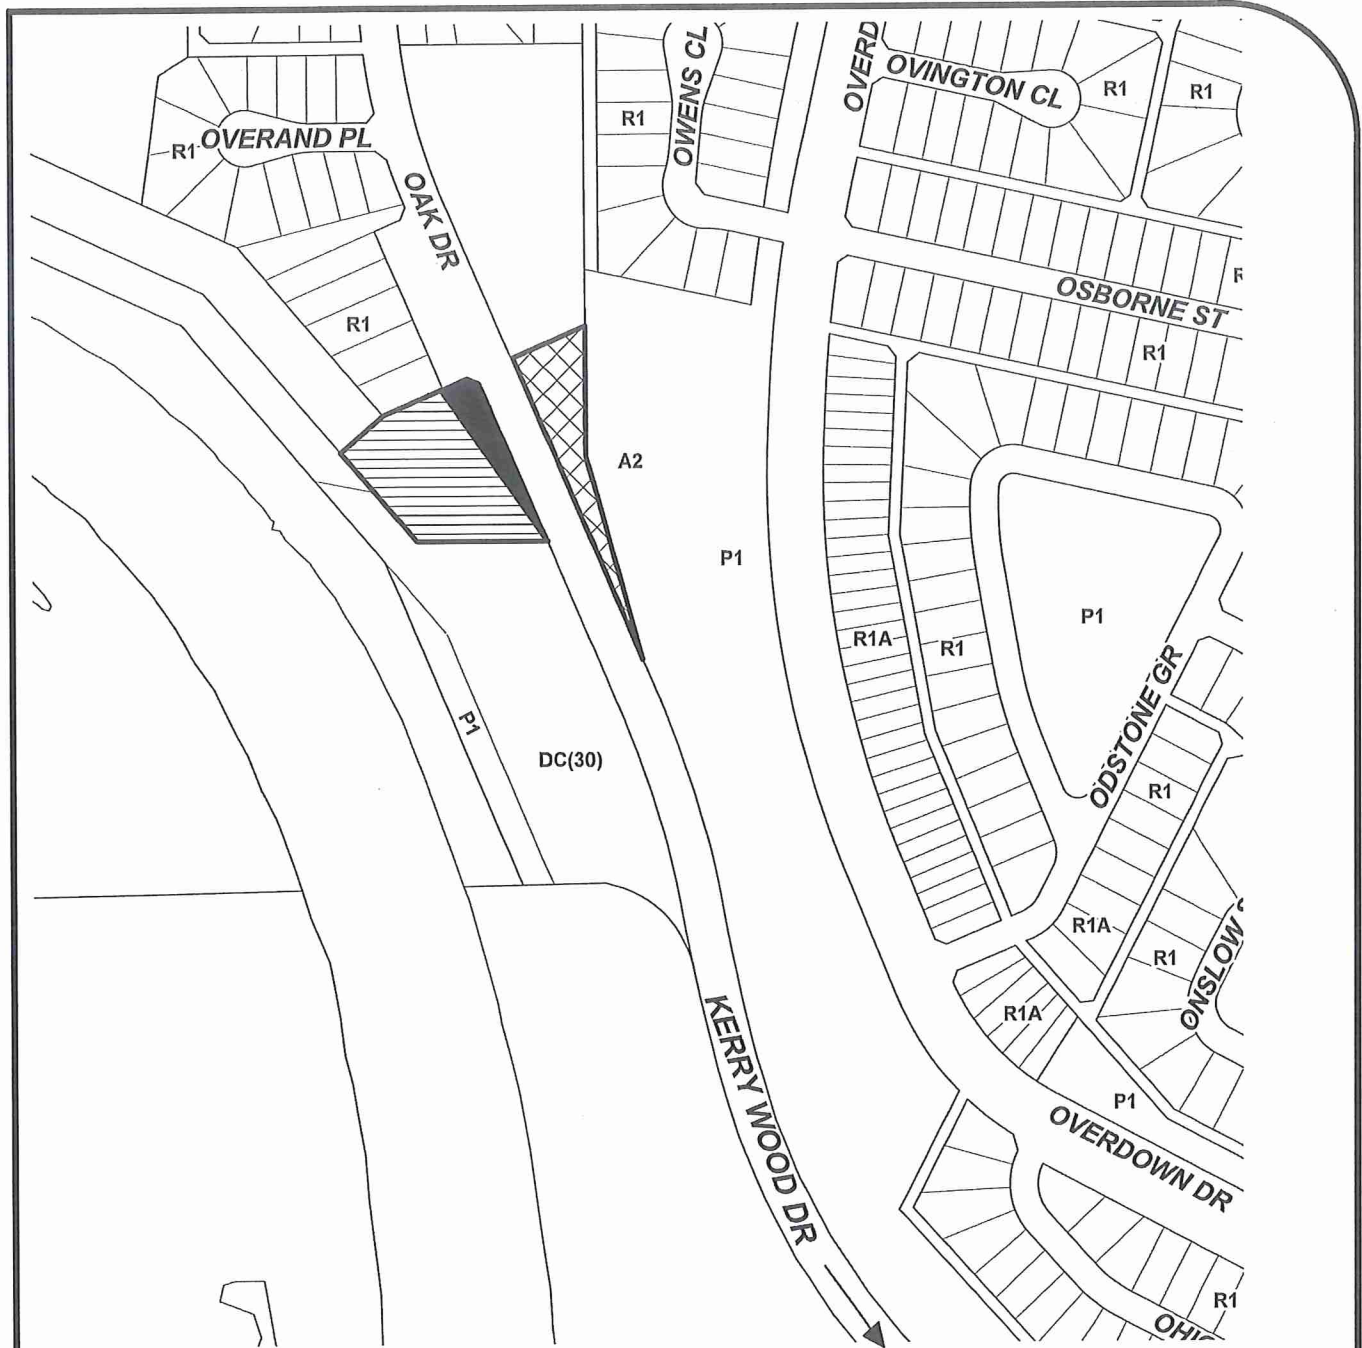 OWENS CL
OVERD
OVINGTON CL
R1
R1
R1
R1
OVERAND PL
OAK DR
R
OSBORNE ST
R1
R1
A2
P1
P1
R1A
R1
ODSTONE GR
P1
DC(30)
R1
R1A
R1
ONSLOW
R1A
KERRY WOOD DR
P1
OVERDOWN DR
R1
OHIO